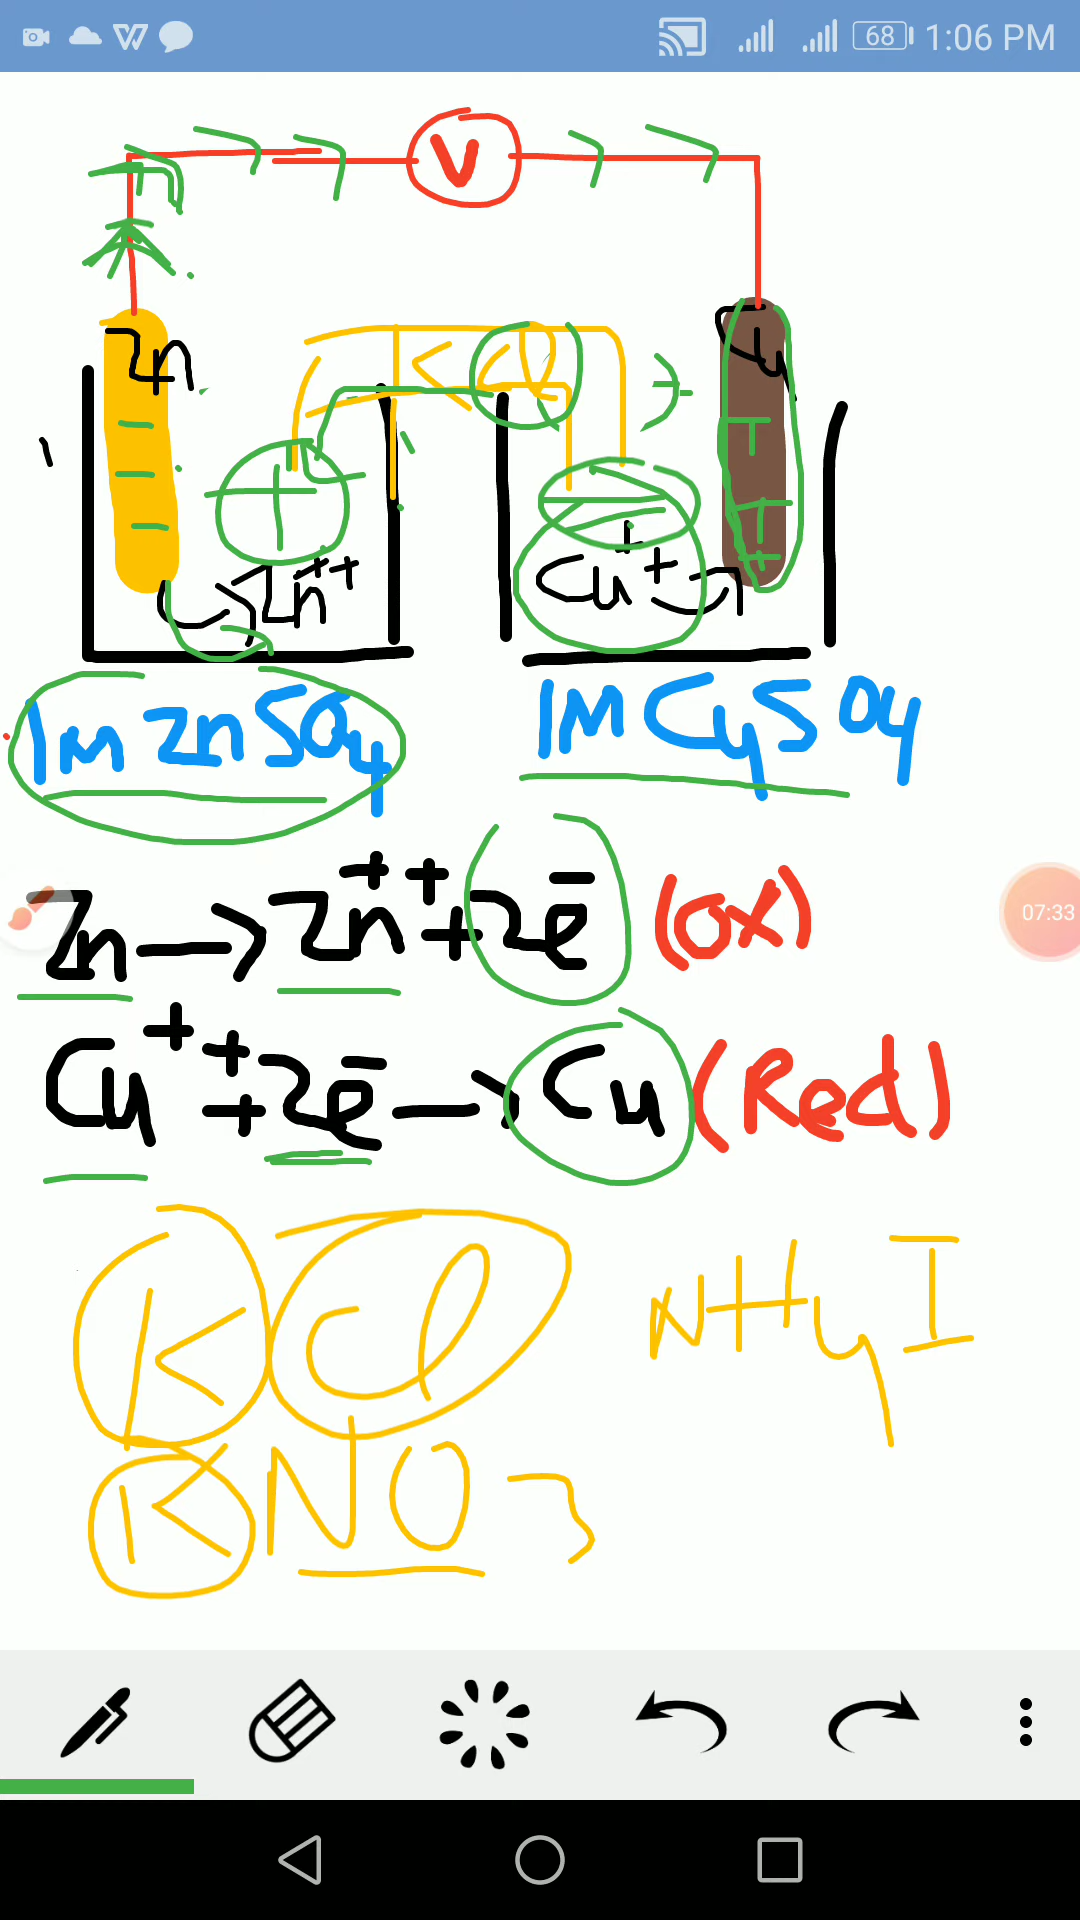 68 1:06 PM
V
Zn
Cu
KCl
+
Zn++
Cu++
1M ZnSO4
1M CuSO4
Zn → Zn++ + 2e̅ (Ox)
07:33
Cu++ + 2e̅ → Cu (Red)
KCl NH4I
KNO3